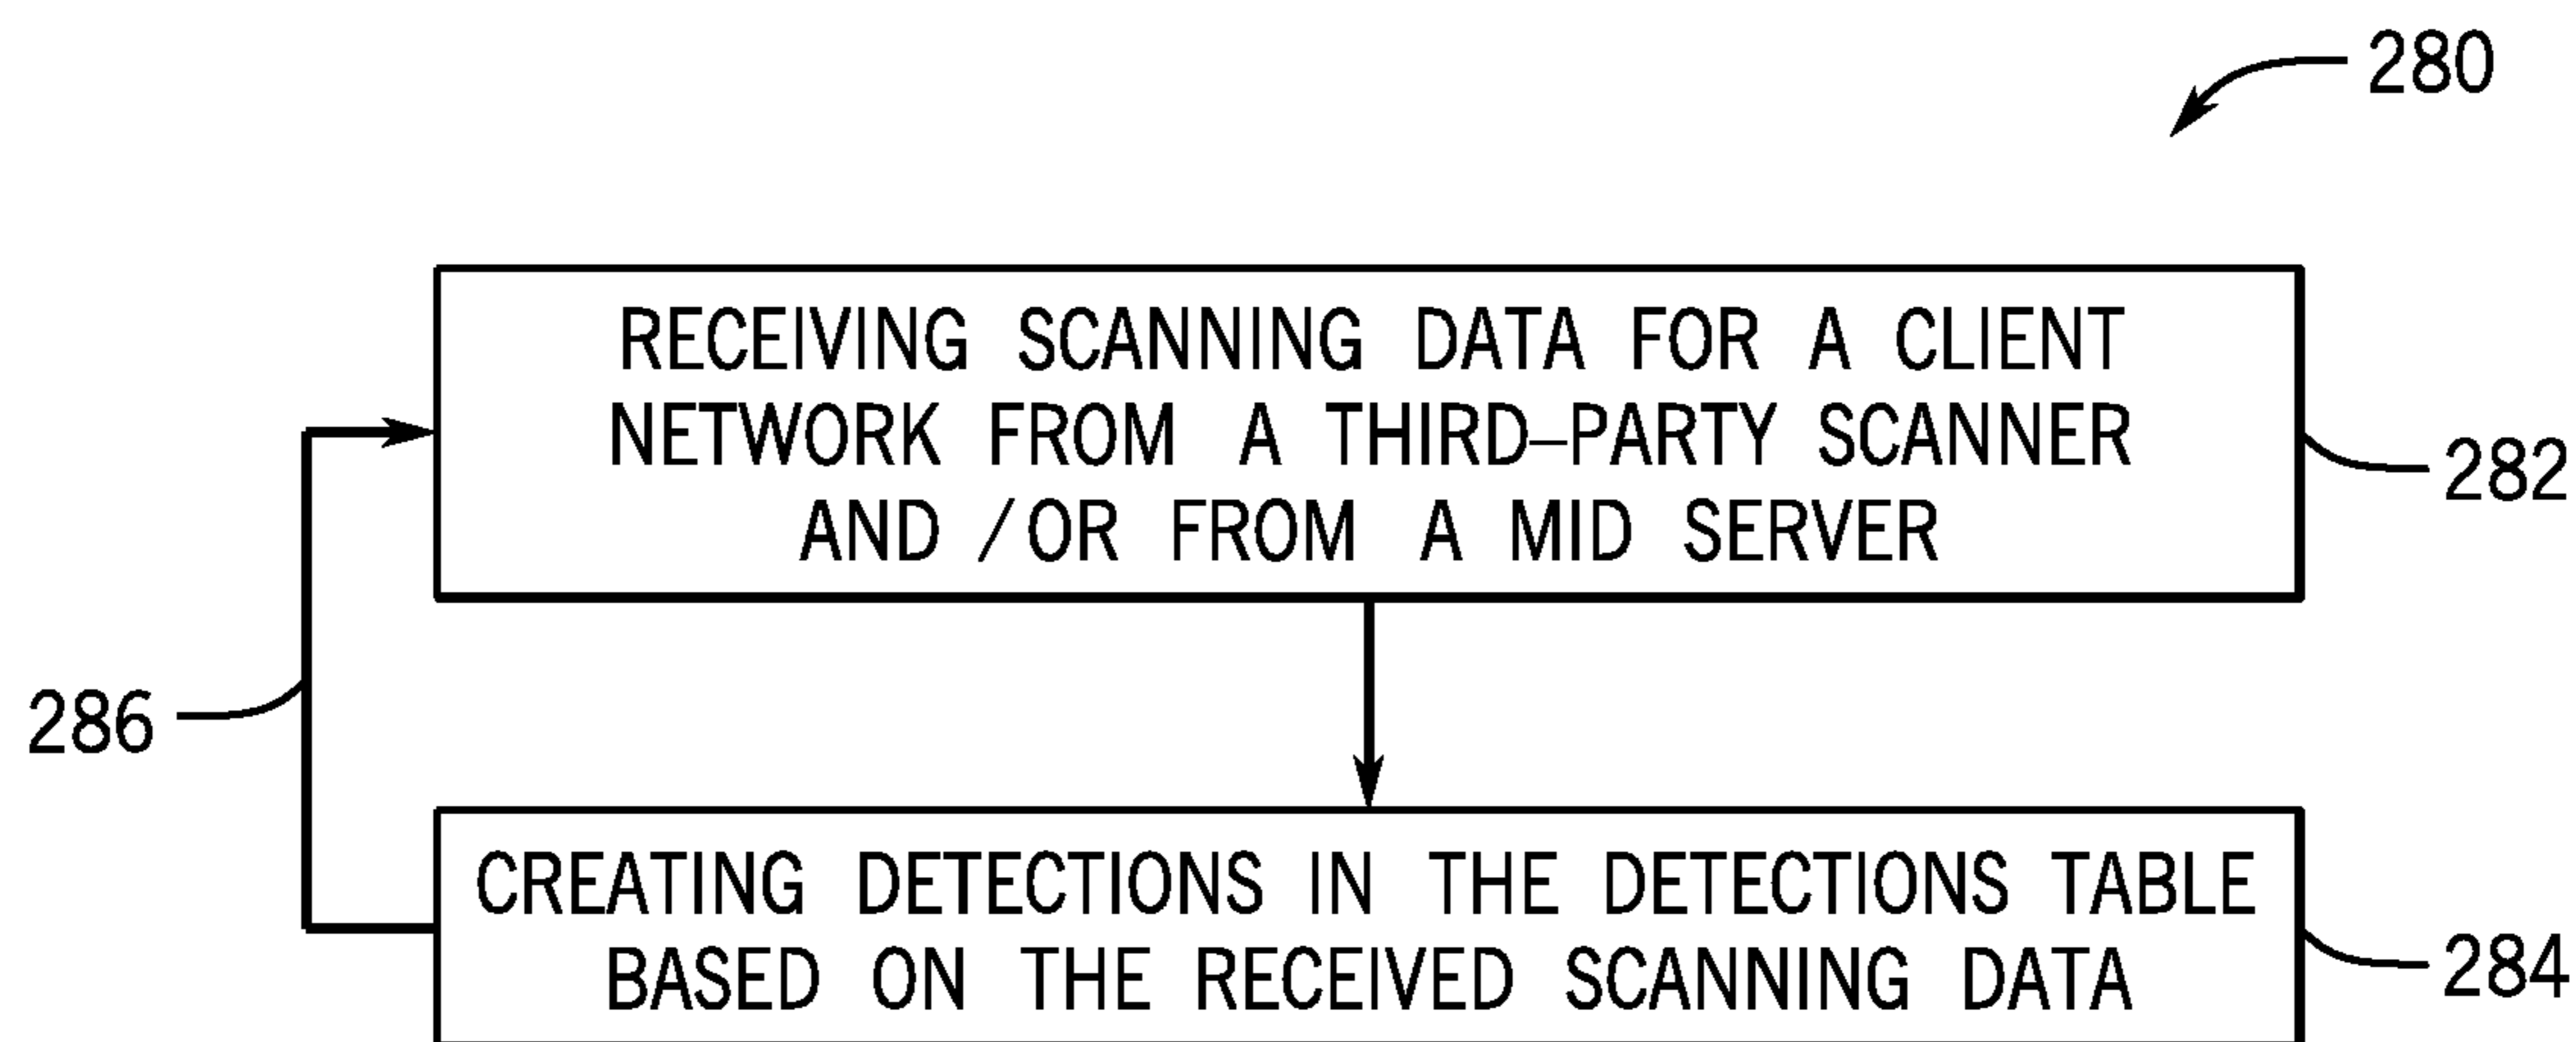 280
RECEIVING SCANNING DATA FOR A CLIENT
NETWORK FROM A THIRD–PARTY SCANNER
AND /OR FROM A MID SERVER
282
286
CREATING DETECTIONS IN THE DETECTIONS TABLE
BASED ON THE RECEIVED SCANNING DATA
284